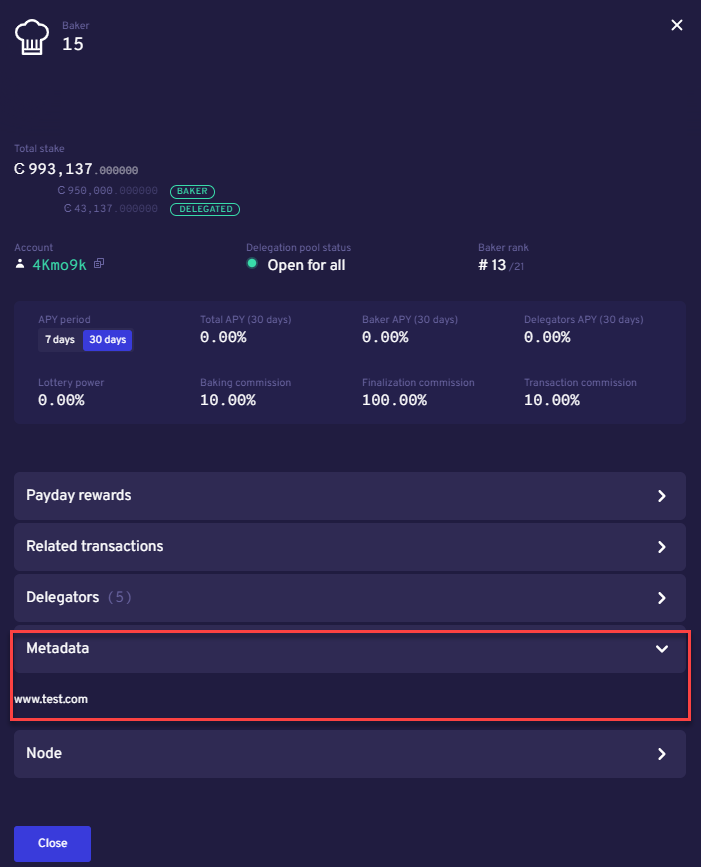 Baker
15
Total stake
Ͼ 993,137.000000
Ͼ 950,000.000000 BAKER
Ͼ 43,137.000000 DELEGATED
Account Delegation pool status Baker rank
4Kmo9k Open for all # 13 /21
APY period Total APY (30 days) Baker APY (30 days) Delegators APY (30 days)
7 days 30 days 0.00% 0.00% 0.00%
Lottery power Baking commission Finalization commission Transaction commission
0.00% 10.00% 100.00% 10.00%
Payday rewards
Related transactions
Delegators (5)
Metadata
www.test.com
Node
Close